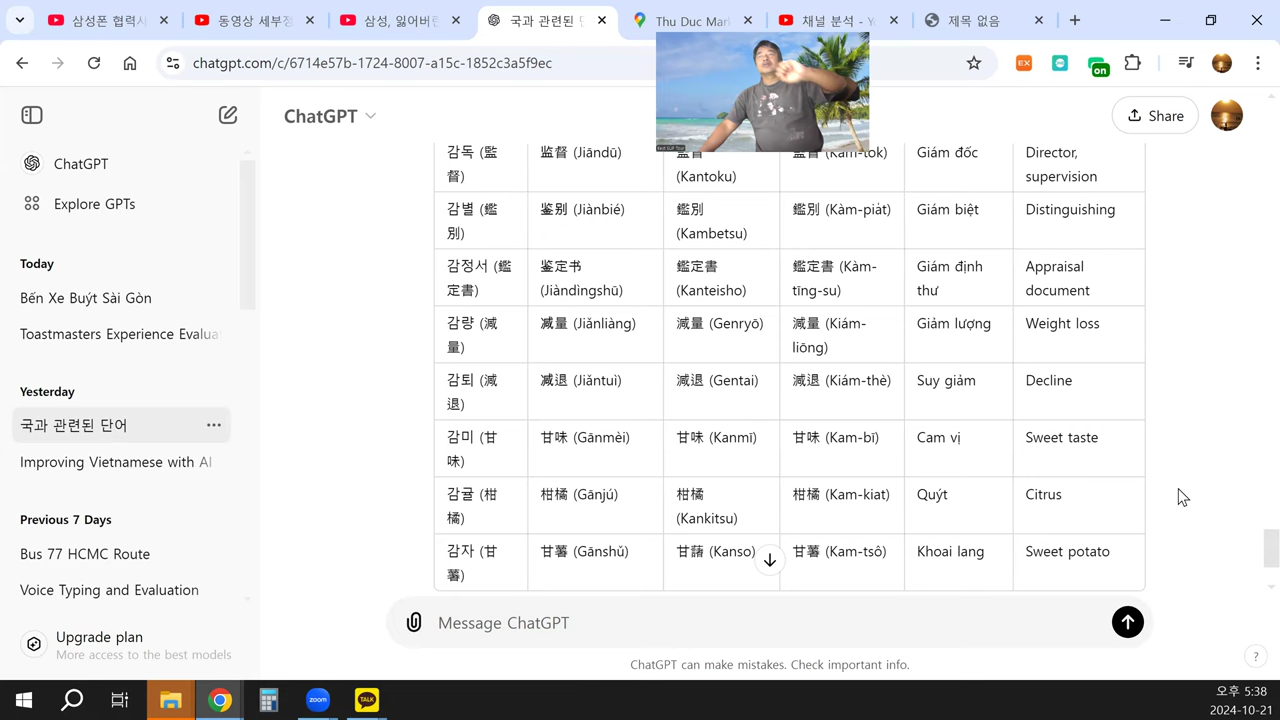 삼성폰 협력사
동영상 세부정
삼성, 잃어버린
국과 관련된 단
Thu Duc Mar
채널 분석 - Y
제목 없음
chatgpt.com/c/6714e57b-1724-8007-a15c-1852c3a5f9ec
EX
on
ChatGPT
Share
ChatGPT
Explore GPTs
Today
Bến Xe Buýt Sài Gòn
Toastmasters Experience Evalua
Yesterday
국과 관련된 단어
Improving Vietnamese with AI
Previous 7 Days
Bus 77 HCMC Route
Voice Typing and Evaluation
Upgrade plan
More access to the best models
감독 (監 监督 (Jiāndū) 監督 監督 (Kam-tok) Giám đốc Director,
督) (Kantoku) supervision
감별 (鑑 鉴别 (Jiànbié) 鑑別 鑑別 (Kàm-pia̍t) Giám biệt Distinguishing
別) (Kambetsu)
감정서 (鑑 鉴定书 鑑定書 鑑定書 (Kàm- Giám định Appraisal
定書) (Jiàndìngshū) (Kanteisho) tīng-su) thư document
감량 (減 减量 (Jiǎnliàng) 減量 (Genryō) 減量 (Kiám- Giảm lượng Weight loss
量) liōng)
감퇴 (減 减退 (Jiǎntuì) 減退 (Gentai) 減退 (Kiám-thè) Suy giảm Decline
退)
감미 (甘 甘味 (Gānmèi) 甘味 (Kanmī) 甘味 (Kam-bī) Cam vị Sweet taste
味)
감귤 (柑 柑橘 (Gānjú) 柑橘 柑橘 (Kam-kiat) Quýt Citrus
橘) (Kankitsu)
감자 (甘 甘薯 (Gānshǔ) 甘藷 (Kanso) 甘薯 (Kam-tsô) Khoai lang Sweet potato
薯)
Message ChatGPT
ChatGPT can make mistakes. Check important info.
?
zoom
TALK
오후 5:38
2024-10-21